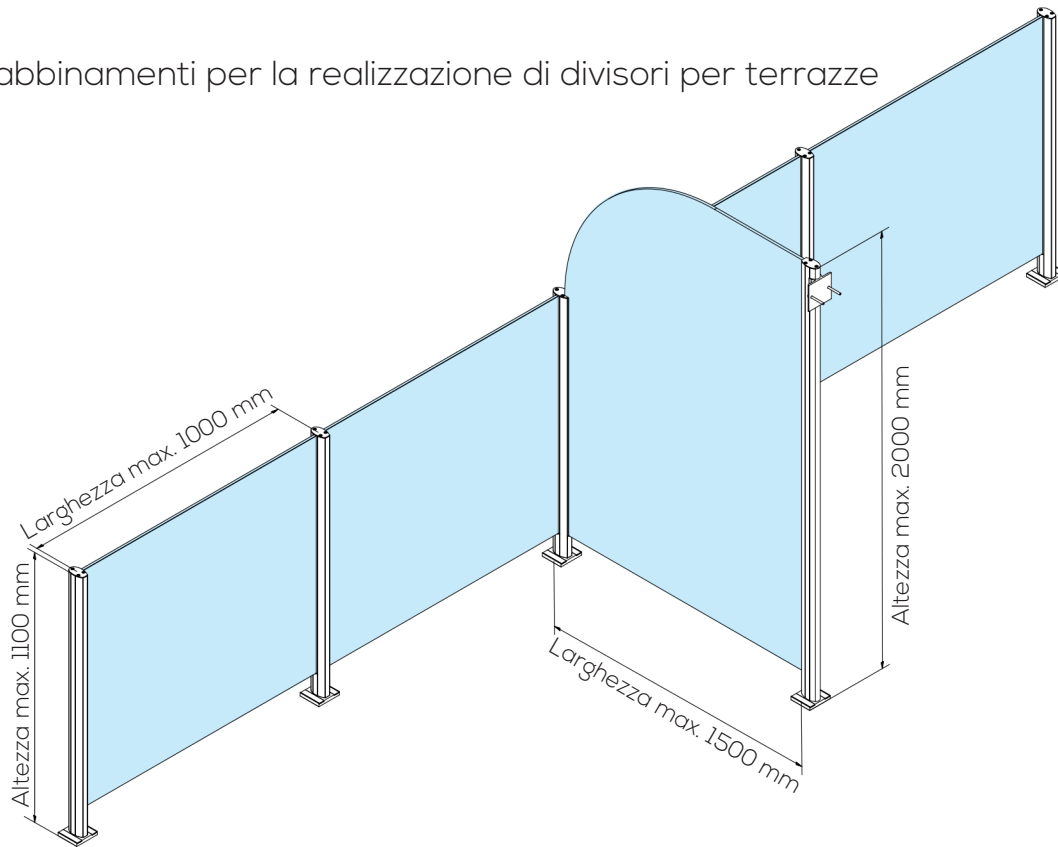 abbinamenti per la realizzazione di divisori per terrazze
Larghezza max. 1000 mm
Altezza max. 1100 mm
Larghezza max. 1500 mm
Altezza max. 2000 mm